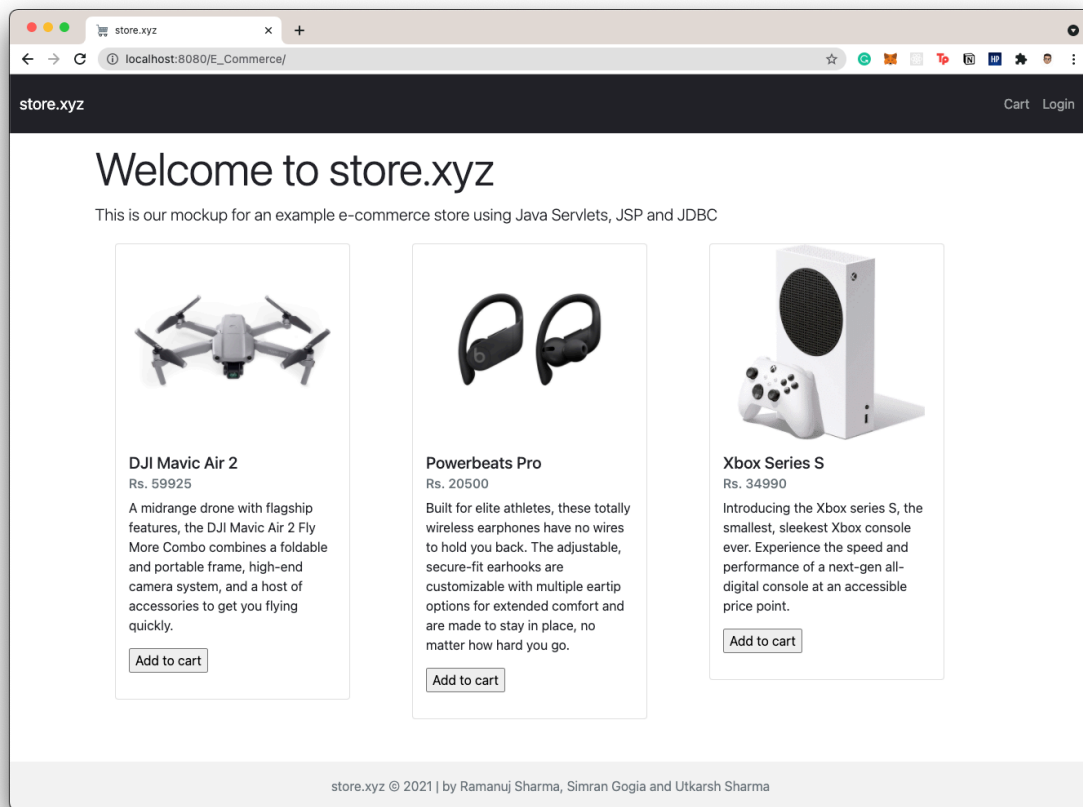 store.xyz
localhost:8080/E_Commerce/
Tp
HP
store.xyz
Cart Login
Welcome to store.xyz
This is our mockup for an example e-commerce store using Java Servlets, JSP and JDBC
DJI Mavic Air 2
Rs. 59925
A midrange drone with flagship
features, the DJI Mavic Air 2 Fly
More Combo combines a foldable
and portable frame, high-end
camera system, and a host of
accessories to get you flying
quickly.
Add to cart
Powerbeats Pro
Rs. 20500
Built for elite athletes, these totally
wireless earphones have no wires
to hold you back. The adjustable,
secure-fit earhooks are
customizable with multiple eartip
options for extended comfort and
are made to stay in place, no
matter how hard you go.
Add to cart
Xbox Series S
Rs. 34990
Introducing the Xbox series S, the
smallest, sleekest Xbox console
ever. Experience the speed and
performance of a next-gen all-
digital console at an accessible
price point.
Add to cart
store.xyz © 2021 | by Ramanuj Sharma, Simran Gogia and Utkarsh Sharma